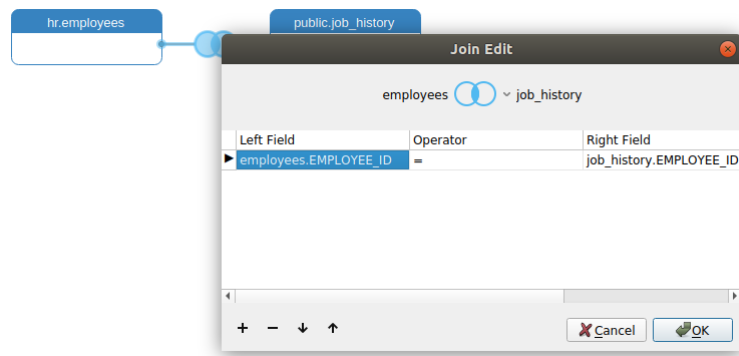 hr.employees
public.job_history
Join Edit
employees job_history
Left Field Operator Right Field
employees.EMPLOYEE_ID = job_history.EMPLOYEE_ID
Cancel OK